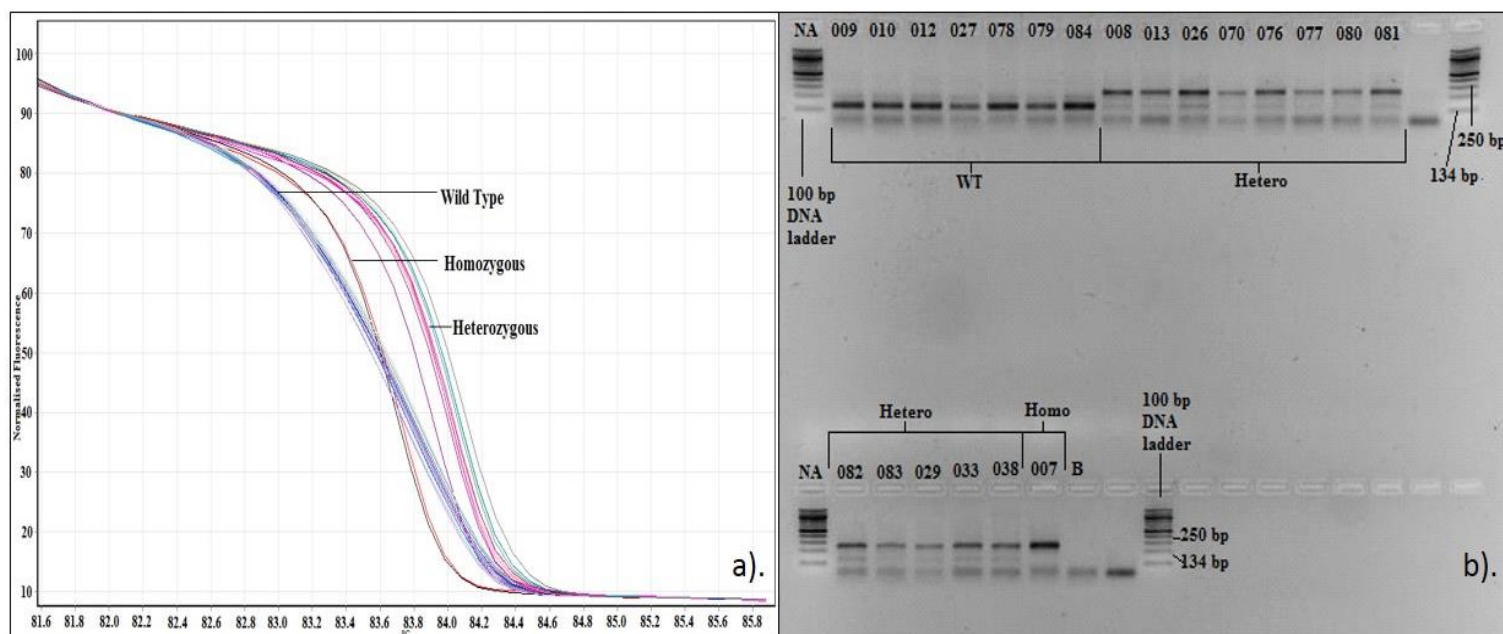 100
90
80
70
60
50
40
30
20
10
Normalised Fluorescence
Wild Type
Homozygous
Heterozygous
81.6 81.8 82.0 82.2 82.4 82.6 82.8 83.0 83.2 83.4 83.6 83.8 84.0 84.2 84.4 84.6 84.8 85.0 85.2 85.4 85.6 85.8
°C
a).
NA 009 010 012 027 078 079 084 008 013 026 070 076 077 080 081
WT
Hetero
100 bp
DNA
ladder
250 bp
134 bp
Hetero
Homo
100 bp
DNA
ladder
NA 082 083 029 033 038 007 B
250 bp
134 bp
b).